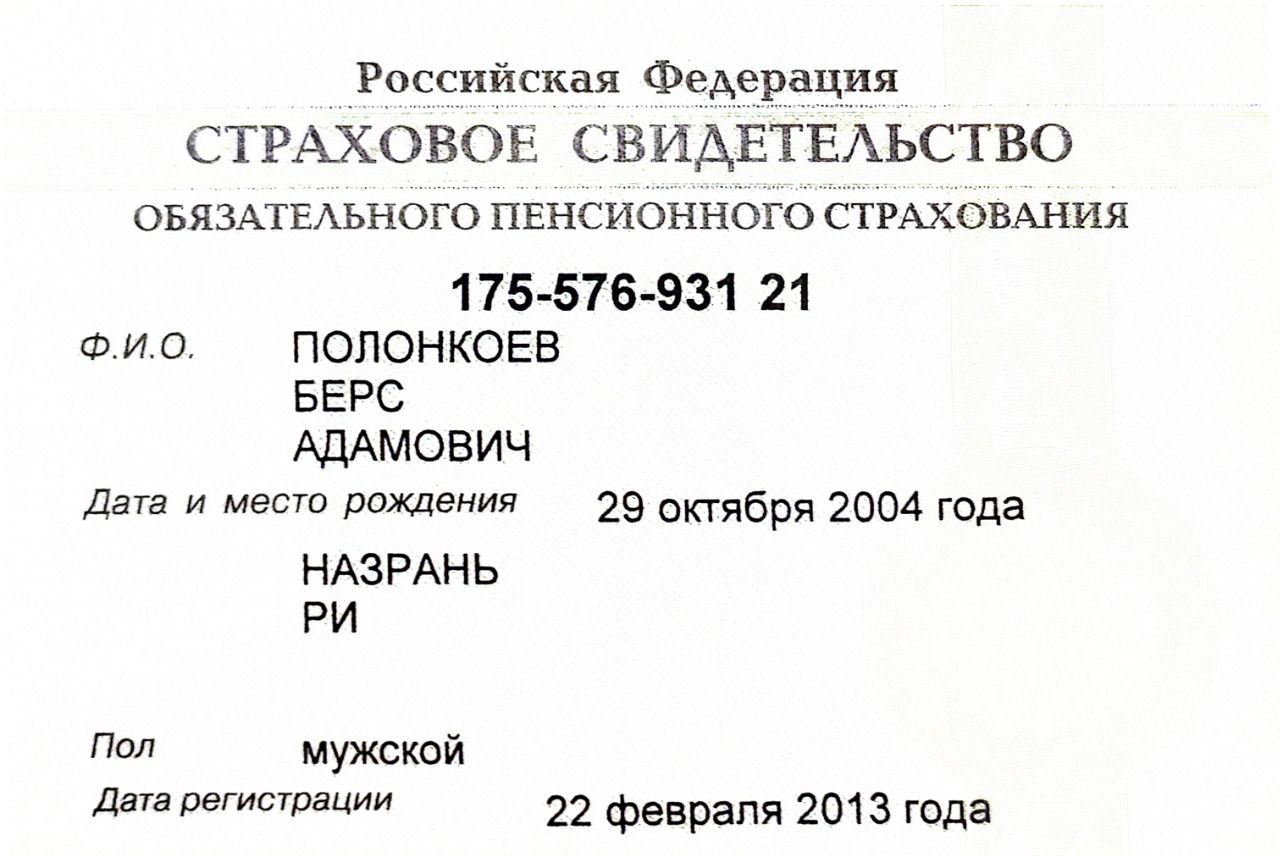 Российская Федерация
СТРАХОВОЕ СВИДЕТЕЛЬСТВО
ОБЯЗАТЕЛЬНОГО ПЕНСИОННОГО СТРАХОВАНИЯ
175-576-931 21
Ф.И.О. ПОЛОНКОЕВ
БЕРС
АДАМОВИЧ
Дата и место рождения 29 октября 2004 года
НАЗРАНЬ
РИ
Пол мужской
Дата регистрации 22 февраля 2013 года